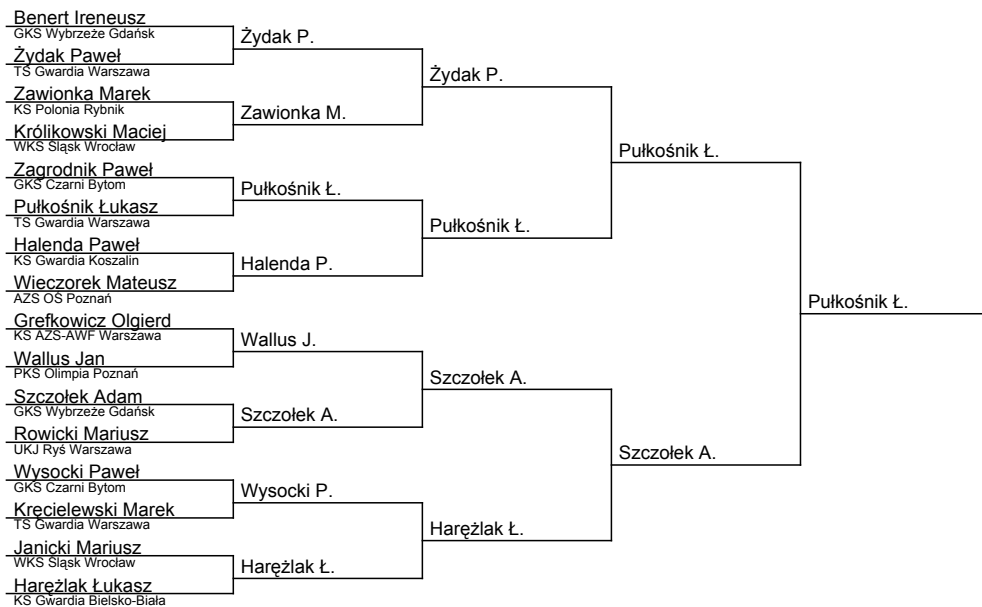 Benert Ireneusz
GKS Wybrzeże Gdańsk
Żydak Paweł
TS Gwardia Warszawa
Zawionka Marek
KS Polonia Rybnik
Królikowski Maciej
WKS Śląsk Wrocław
Zagrodnik Paweł
GKS Czarni Bytom
Pułkośnik Łukasz
TS Gwardia Warszawa
Halenda Paweł
KS Gwardia Koszalin
Wieczorek Mateusz
AZS OŚ Poznań
Grefkowicz Olgierd
KS AZS-AWF Warszawa
Wallus Jan
PKS Olimpia Poznań
Szczołek Adam
GKS Wybrzeże Gdańsk
Rowicki Mariusz
UKJ Ryś Warszawa
Wysocki Paweł
GKS Czarni Bytom
Kręcielewski Marek
TS Gwardia Warszawa
Janicki Mariusz
WKS Śląsk Wrocław
Harężlak Łukasz
KS Gwardia Bielsko-Biała
Żydak P.
Zawionka M.
Pułkośnik Ł.
Halenda P.
Wallus J.
Szczołek A.
Wysocki P.
Harężlak Ł.
Żydak P.
Pułkośnik Ł.
Szczołek A.
Harężlak Ł.
Pułkośnik Ł.
Szczołek A.
Pułkośnik Ł.